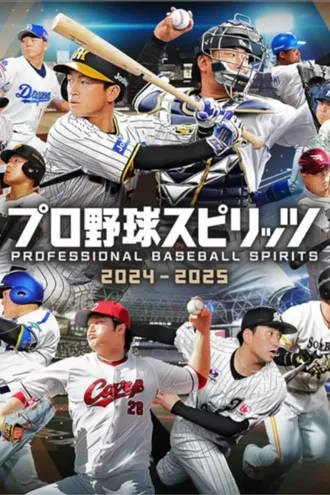 Dragons
プロ野球スピリッツ
PROFESSIONAL BASEBALL SPIRITS
2024-2025
Carp
28